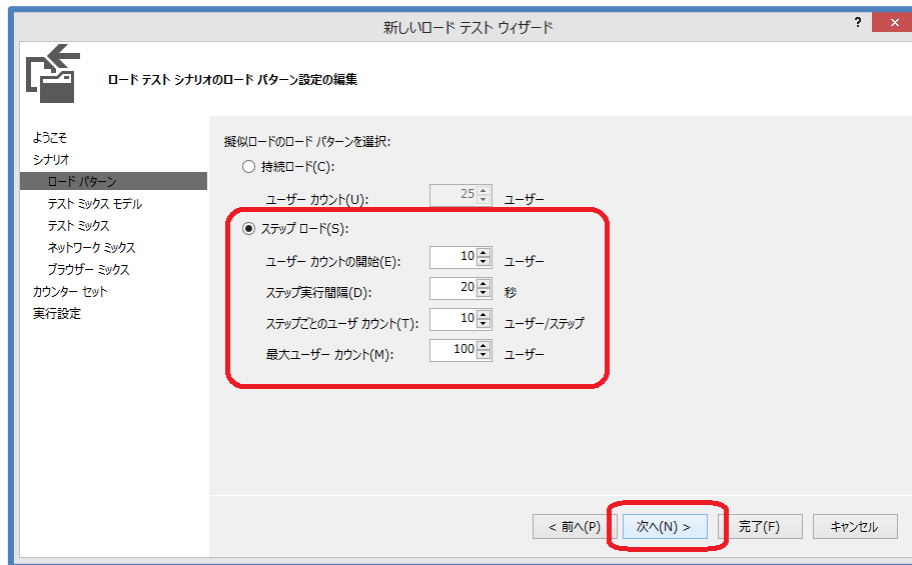 新しいロード テスト ウィザード
?
×
ロード テスト シナリオのロード パターン設定の編集
ようこそ
シナリオ
ロード パターン
テスト ミックス モデル
テスト ミックス
ネットワーク ミックス
ブラウザー ミックス
カウンター セット
実行設定
擬似ロードのロード パターンを選択:
持続ロード(C):
ユーザー カウント(U): 25 ユーザー
ステップ ロード(S):
ユーザー カウントの開始(E): 10 ユーザー
ステップ実行間隔(D): 20 秒
ステップごとのユーザ カウント(T): 10 ユーザー/ステップ
最大ユーザー カウント(M): 100 ユーザー
< 前へ(P) 次へ(N) > 完了(F) キャンセル